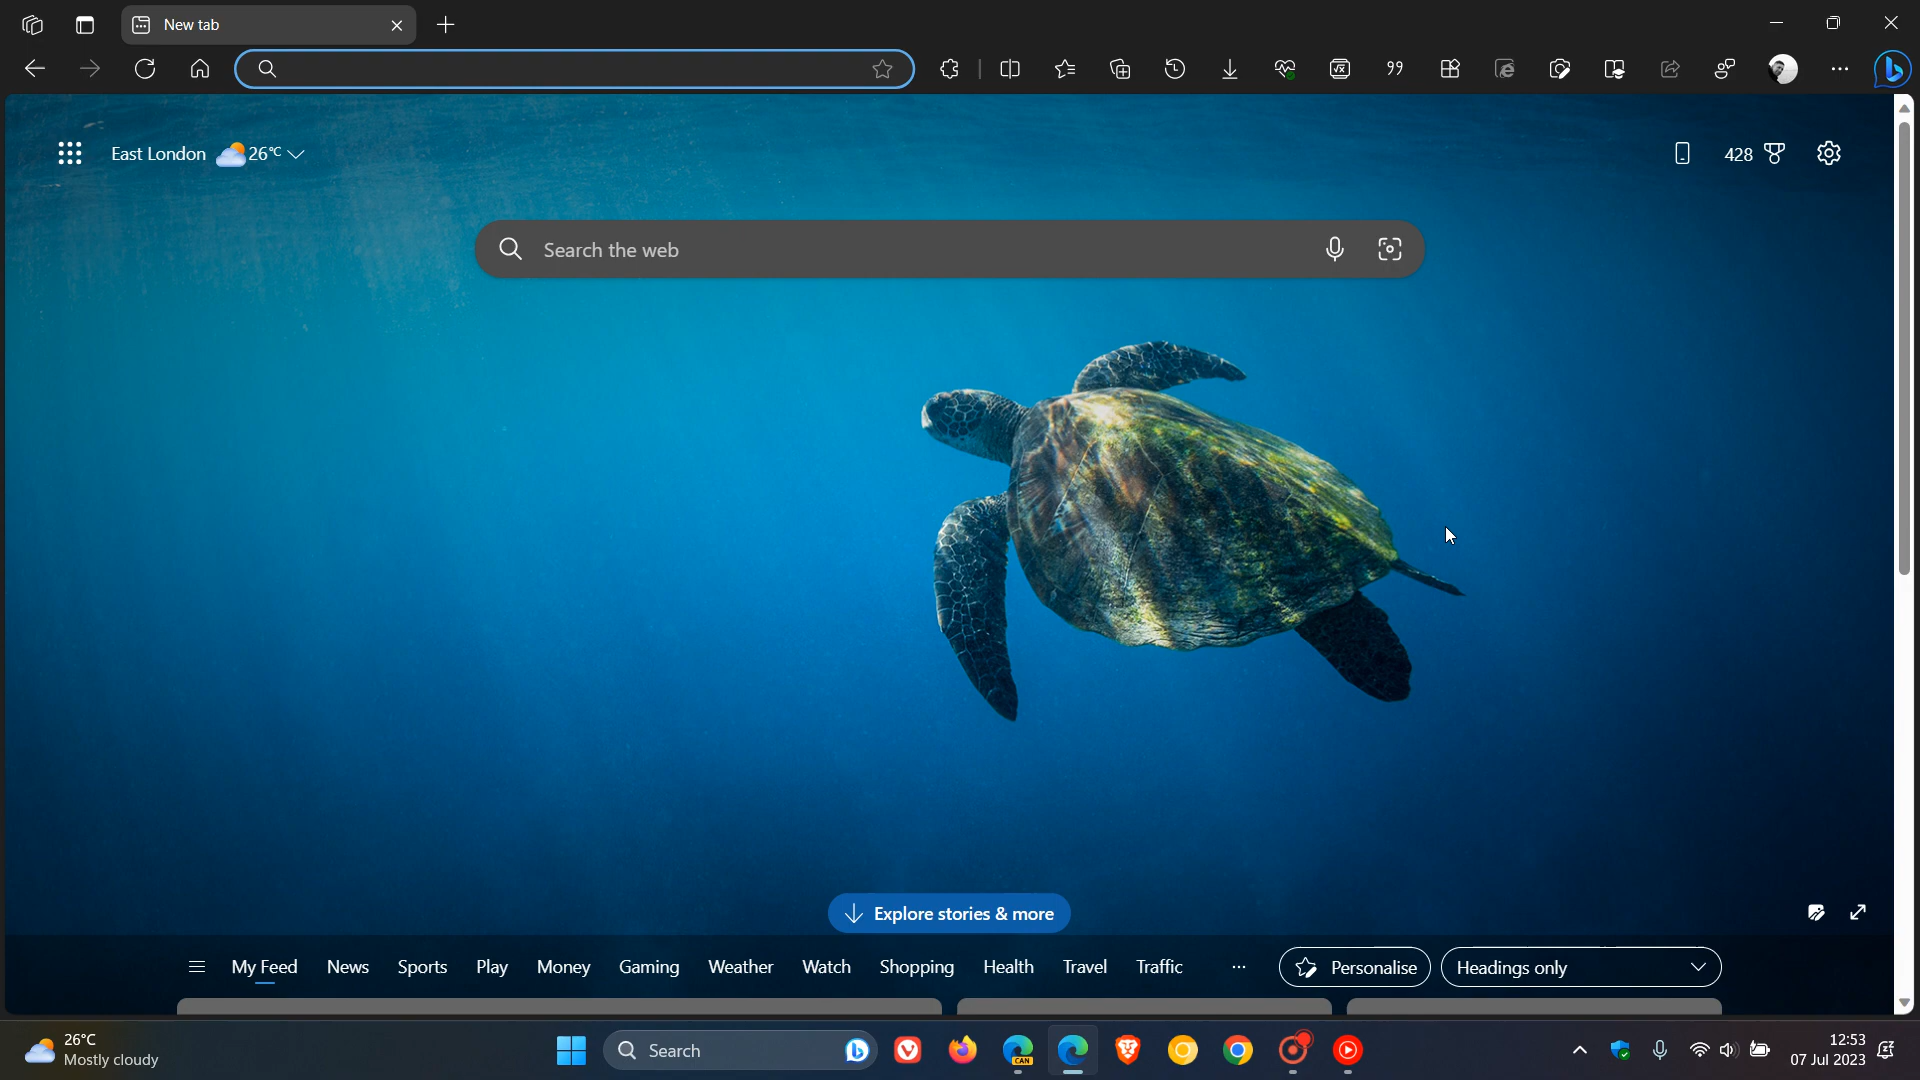 New tab
East London 26°C
428
Search the web
Explore stories & more
My Feed News Sports Play Money Gaming Weather Watch Shopping Health Travel Traffic ... Personalise Headings only
26°C
Mostly cloudy
Search
CAN
12:53
07 Jul 2023